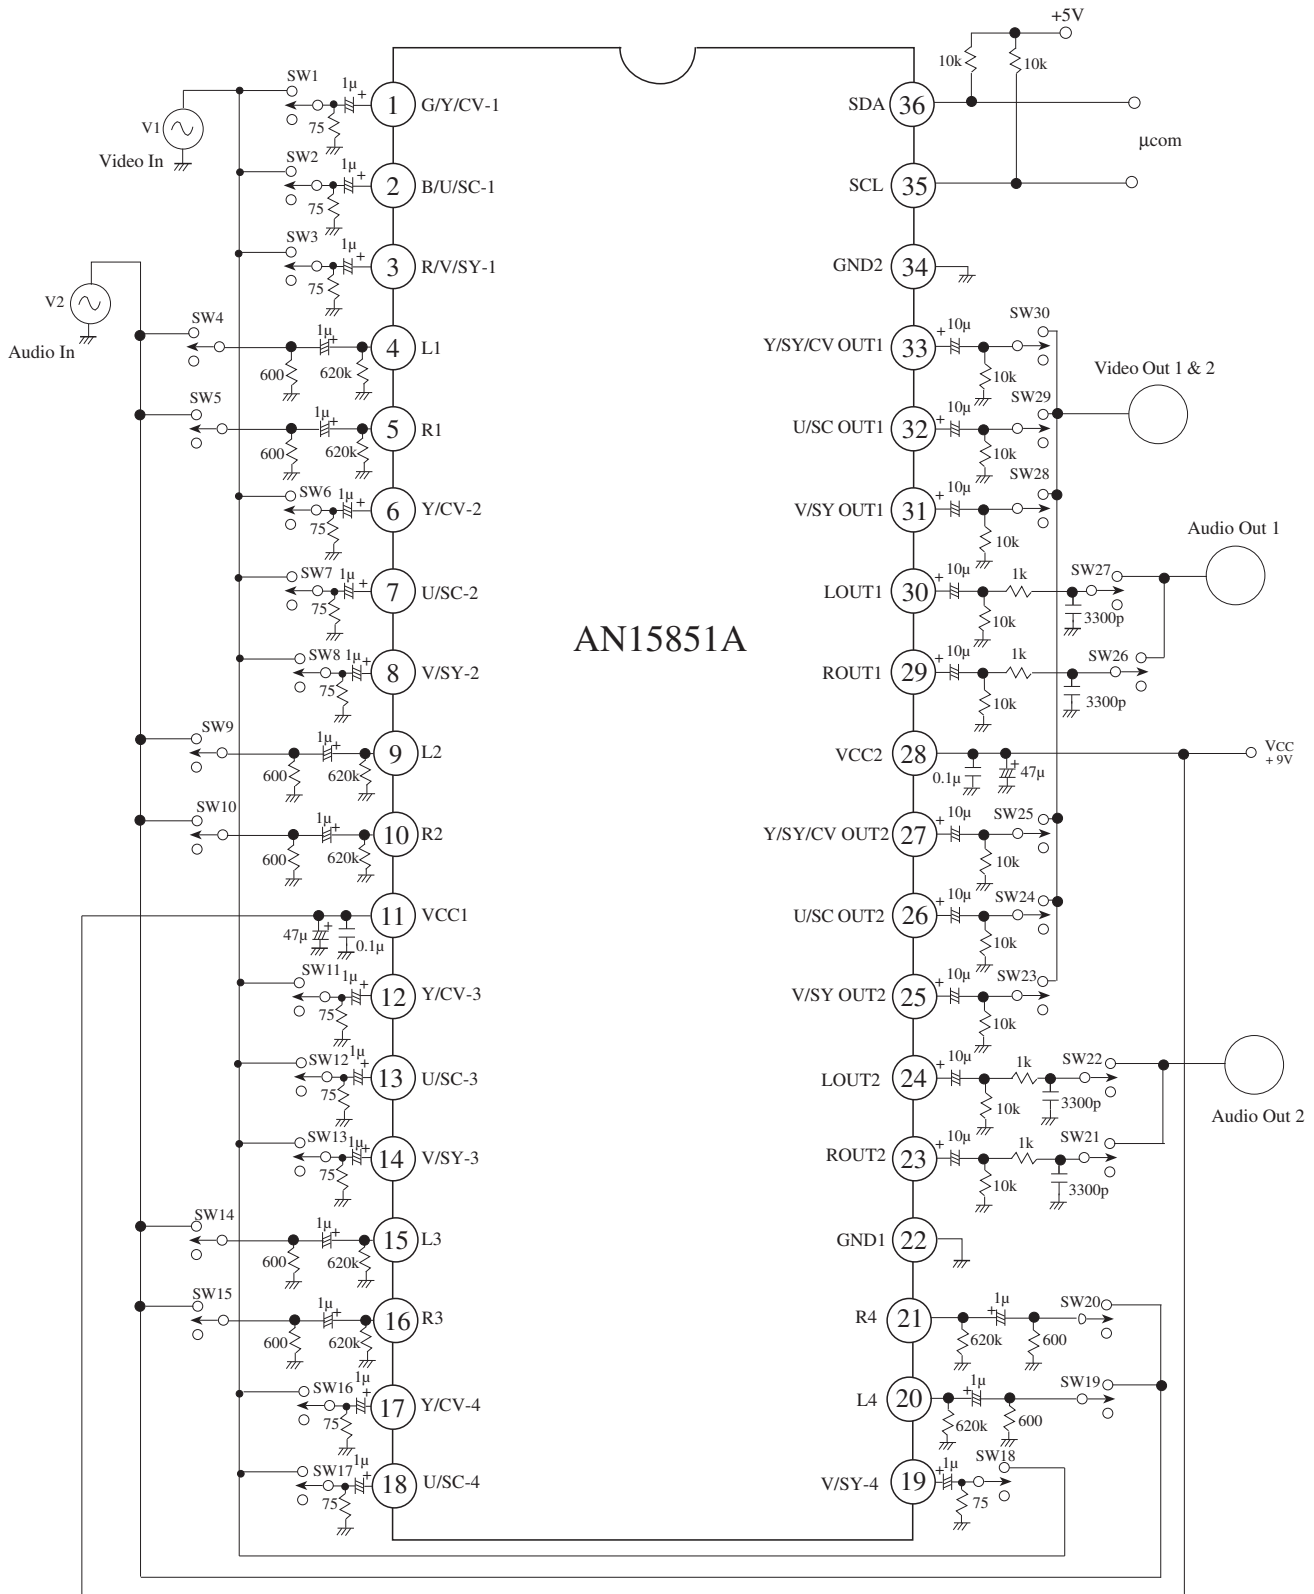 +5V
10k
10k
SW1
1μ
+
1
G/Y/CV-1
75
V1
Video In
SDA
36
μcom
SW2
1μ
+
2
B/U/SC-1
75
SCL
35
SW3
1μ
+
3
R/V/SY-1
75
GND2
34
V2
Audio In
SW4
1μ
+
4
L1
600
620k
Y/SY/CV OUT1
33
+
10μ
SW30
10k
Video Out 1 & 2
SW5
1μ
+
5
R1
600
620k
U/SC OUT1
32
+
10μ
SW29
10k
SW6
1μ
+
6
Y/CV-2
75
V/SY OUT1
31
+
10μ
SW28
10k
Audio Out 1
SW7
1μ
+
7
U/SC-2
75
LOUT1
30
+
10μ
1k
SW27
10k
3300p
AN15851A
SW8
1μ
+
8
V/SY-2
75
ROUT1
29
+
10μ
1k
SW26
10k
3300p
SW9
1μ
+
9
L2
600
620k
VCC2
28
0.1μ
+
47μ
VCC
+ 9V
SW10
1μ
+
10
R2
600
620k
Y/SY/CV OUT2
27
+
10μ
SW25
10k
11
VCC1
47μ
+
0.1μ
U/SC OUT2
26
+
10μ
SW24
10k
SW11
1μ
+
12
Y/CV-3
75
V/SY OUT2
25
+
10μ
SW23
10k
SW12
1μ
+
13
U/SC-3
75
LOUT2
24
+
10μ
1k
SW22
10k
3300p
Audio Out 2
SW13
1μ
+
14
V/SY-3
75
ROUT2
23
+
10μ
1k
SW21
10k
3300p
SW14
1μ
+
15
L3
600
620k
GND1
22
SW15
1μ
+
16
R3
600
620k
R4
21
+
1μ
SW20
620k
600
SW16
1μ
+
17
Y/CV-4
75
L4
20
+
1μ
SW19
620k
600
SW17
1μ
+
18
U/SC-4
75
V/SY-4
19
+
1μ
SW18
75